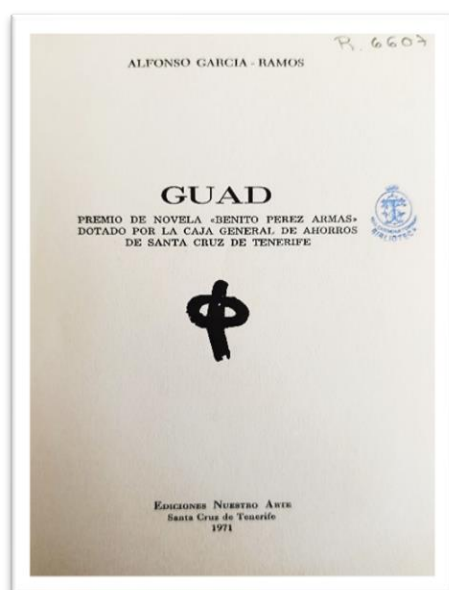 R. 6607
ALFONSO GARCIA - RAMOS
GUAD
PREMIO DE NOVELA «BENITO PEREZ ARMAS»
DOTADO POR LA CAJA GENERAL DE AHORROS
DE SANTA CRUZ DE TENERIFE
BIBLIOTECA
EDICIONES NUESTRO ARTE
Santa Cruz de Tenerife
1971